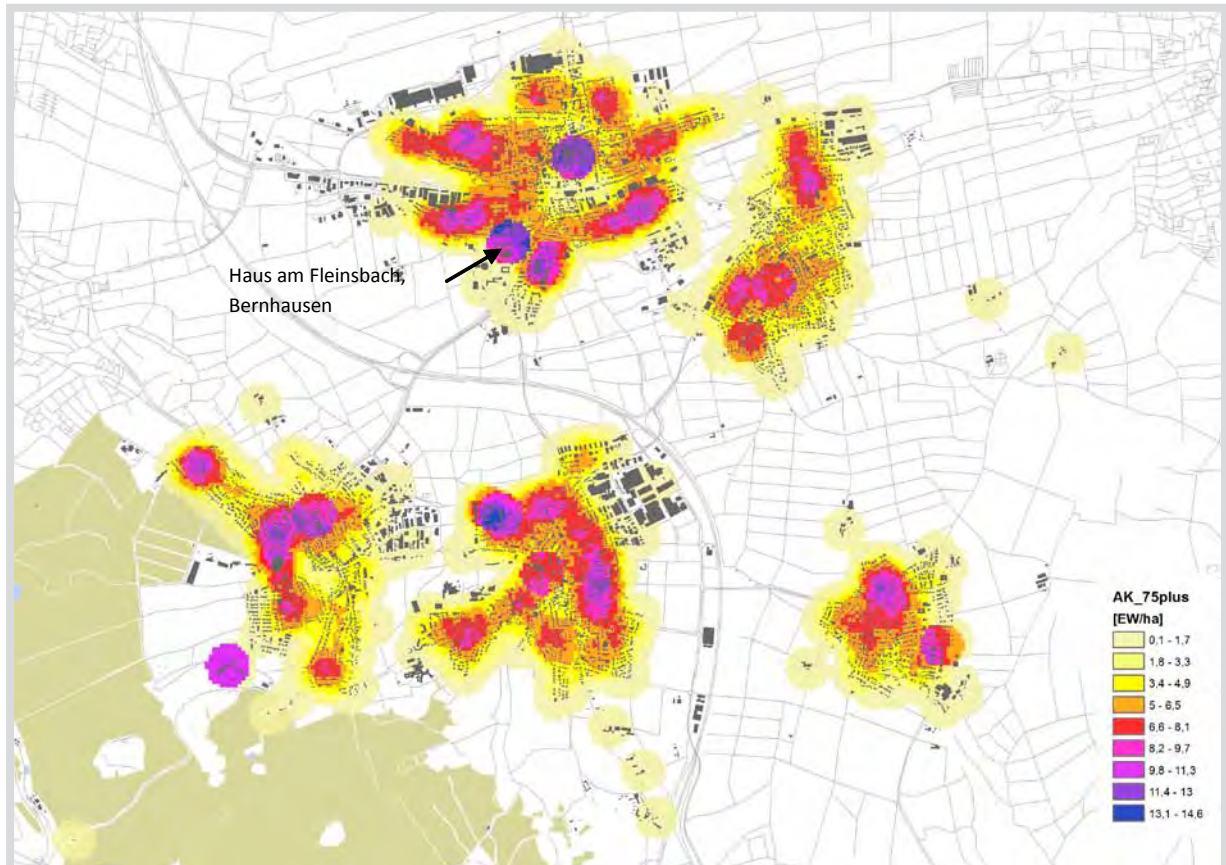 Haus am Fleinsbach,
Bernhausen
AK_75plus
[EW/ha]
0,1 - 1,7
1,8 - 3,3
3,4 - 4,9
5 - 6,5
6,6 - 8,1
8,2 - 9,7
9,8 - 11,3
11,4 - 13
13,1 - 14,6